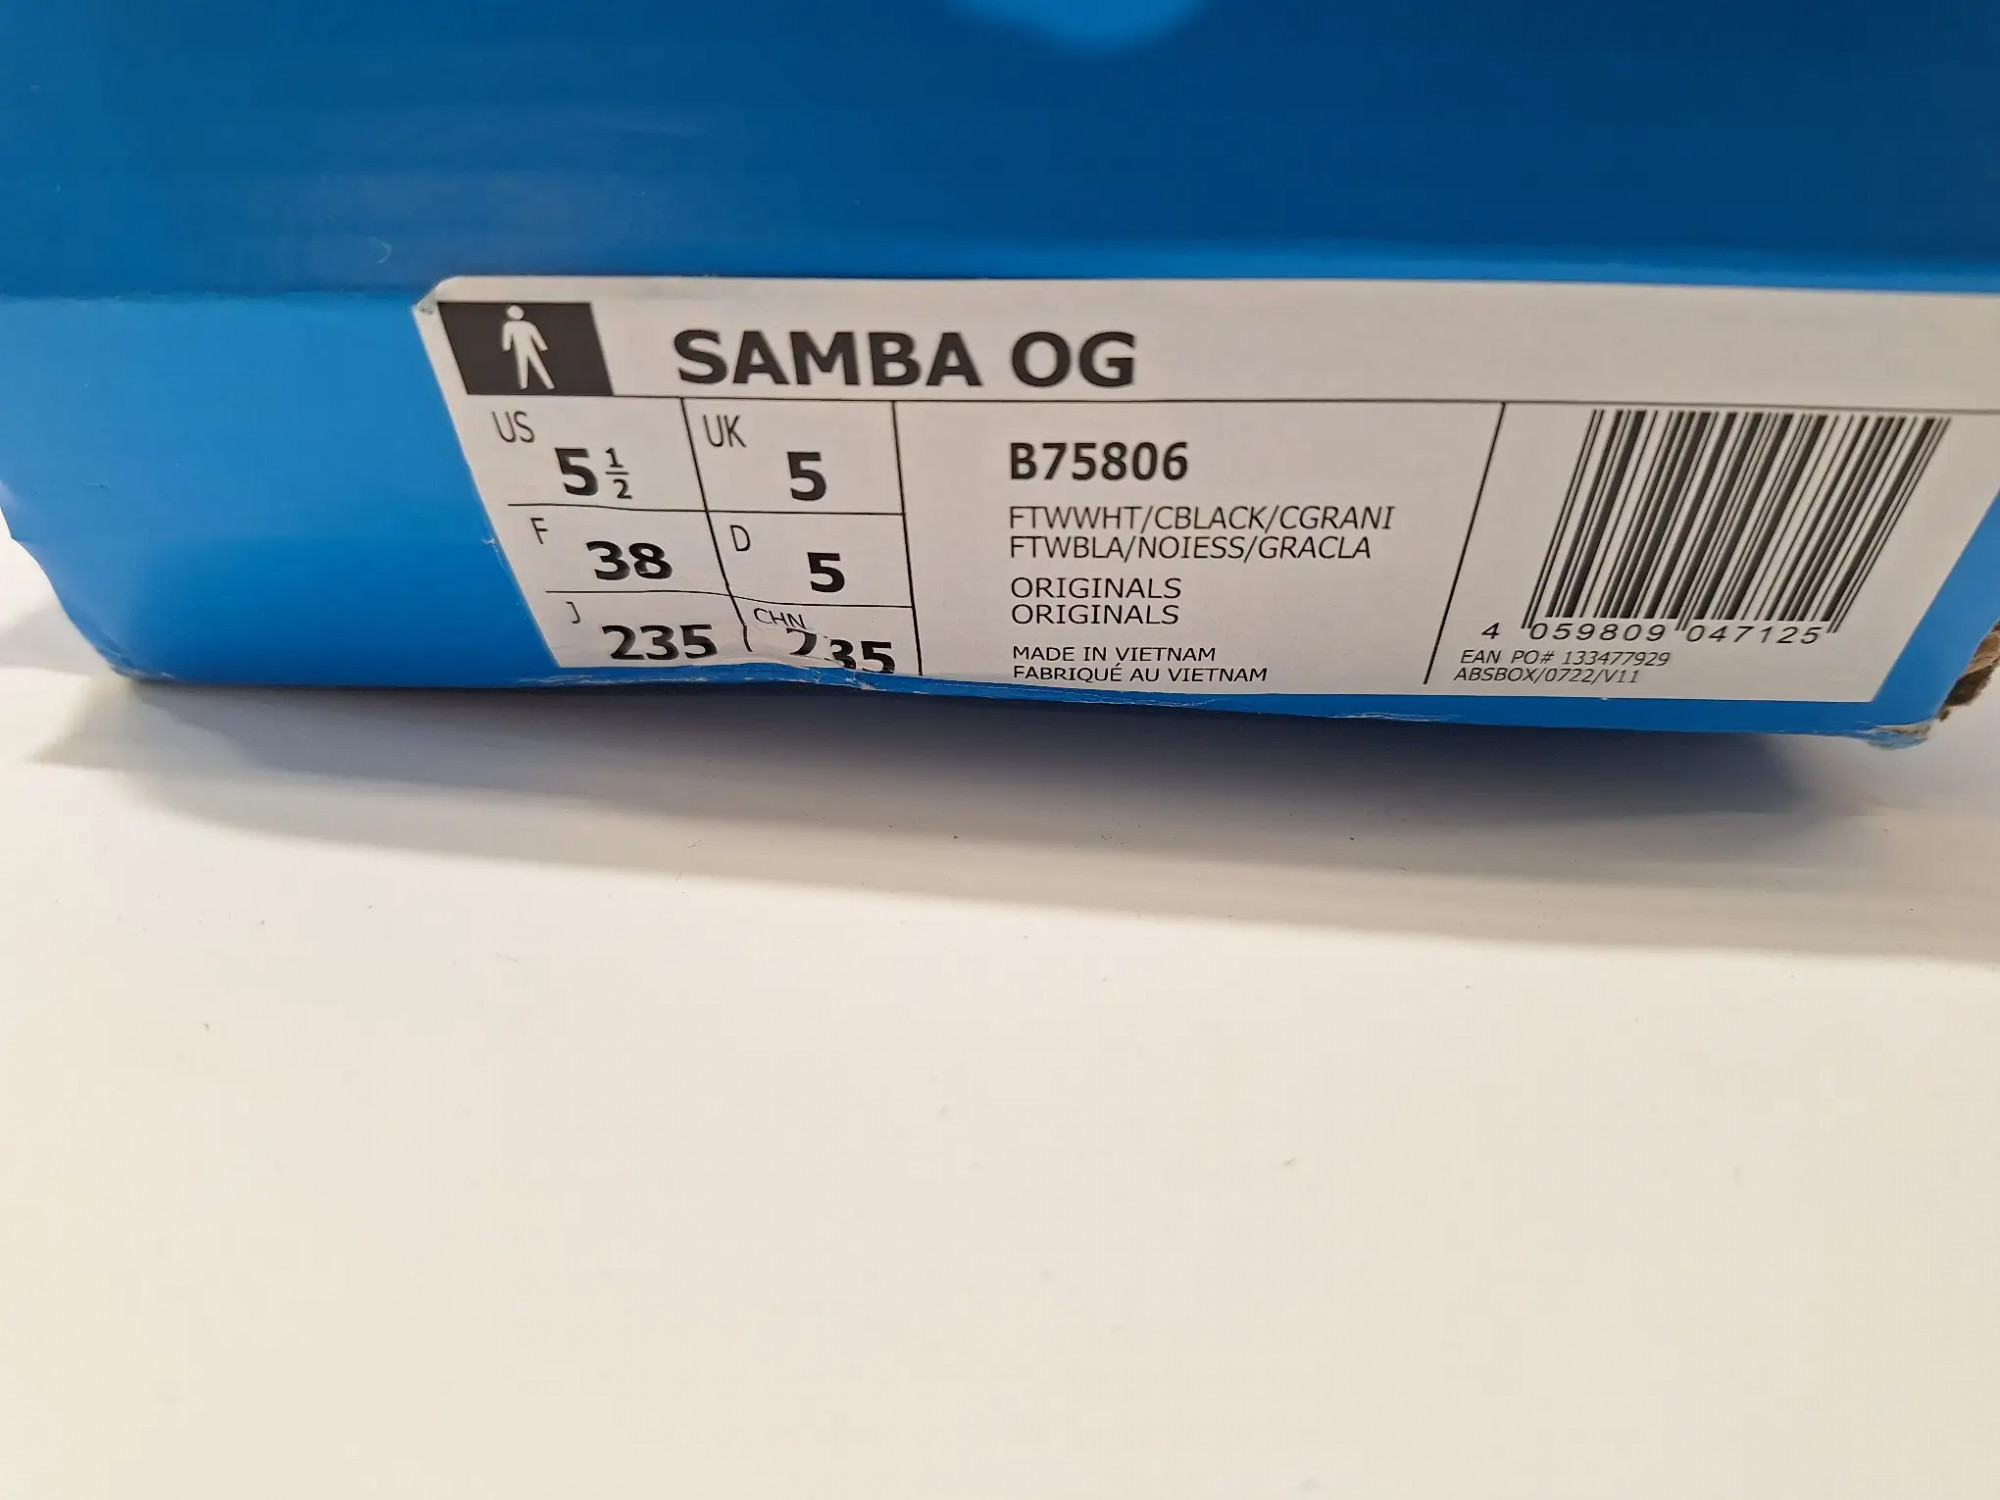 SAMBA OG
US 5 1/2 UK 5
F 38 D 5
J 235 CHN 235
B75806
FTWWHT/CBLACK/CGRANI
FTWBLA/NOIESS/GRACLA
ORIGINALS
ORIGINALS
MADE IN VIETNAM
FABRIQUÉ AU VIETNAM
4 059809 047125
EAN PO# 133477929
ABSBOX/0722/V11